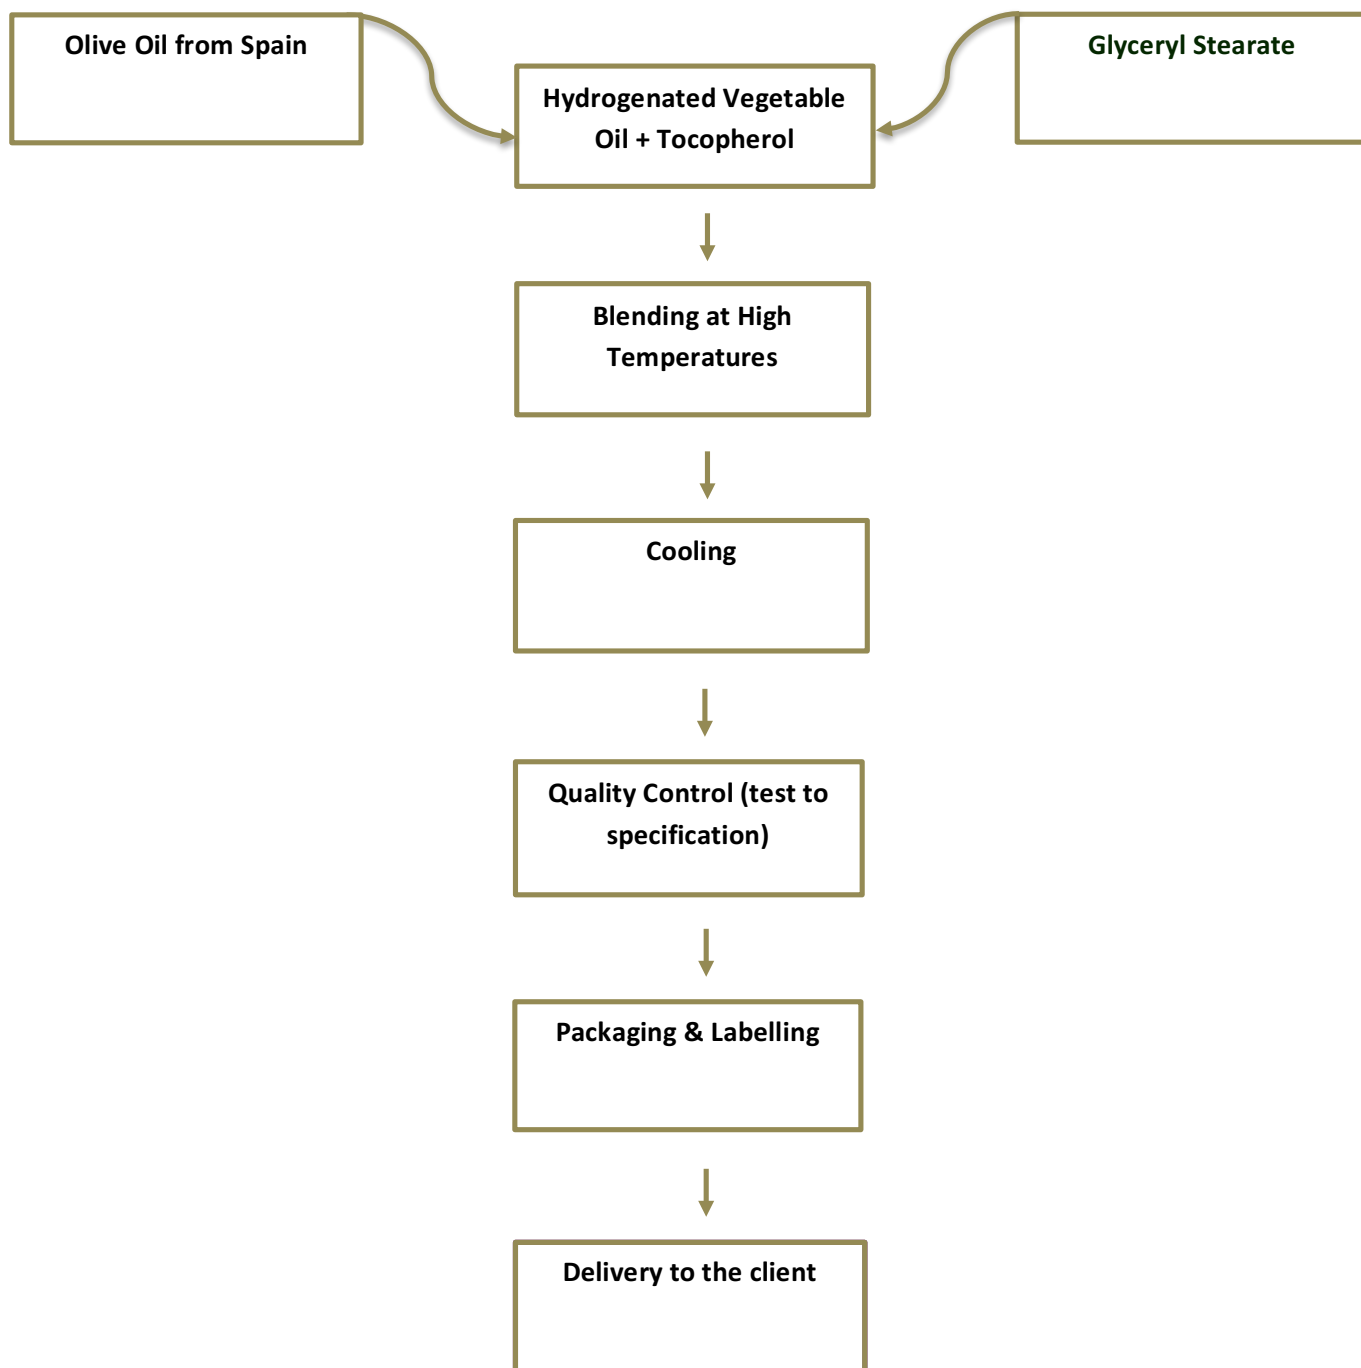 Olive Oil from Spain
Glyceryl Stearate
Hydrogenated Vegetable
Oil + Tocopherol
Blending at High
Temperatures
Cooling
Quality Control (test to
specification)
Packaging & Labelling
Delivery to the client